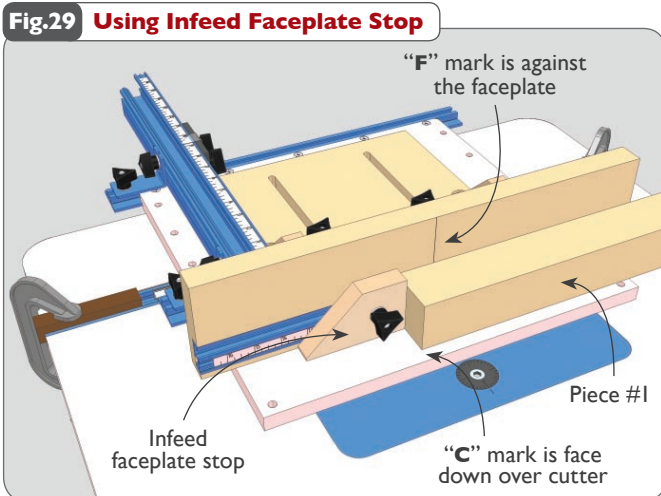 Fig.29 Using Infeed Faceplate Stop
“F” mark is against
the faceplate
Piece #1
Infeed
faceplate stop
“C” mark is face
down over cutter